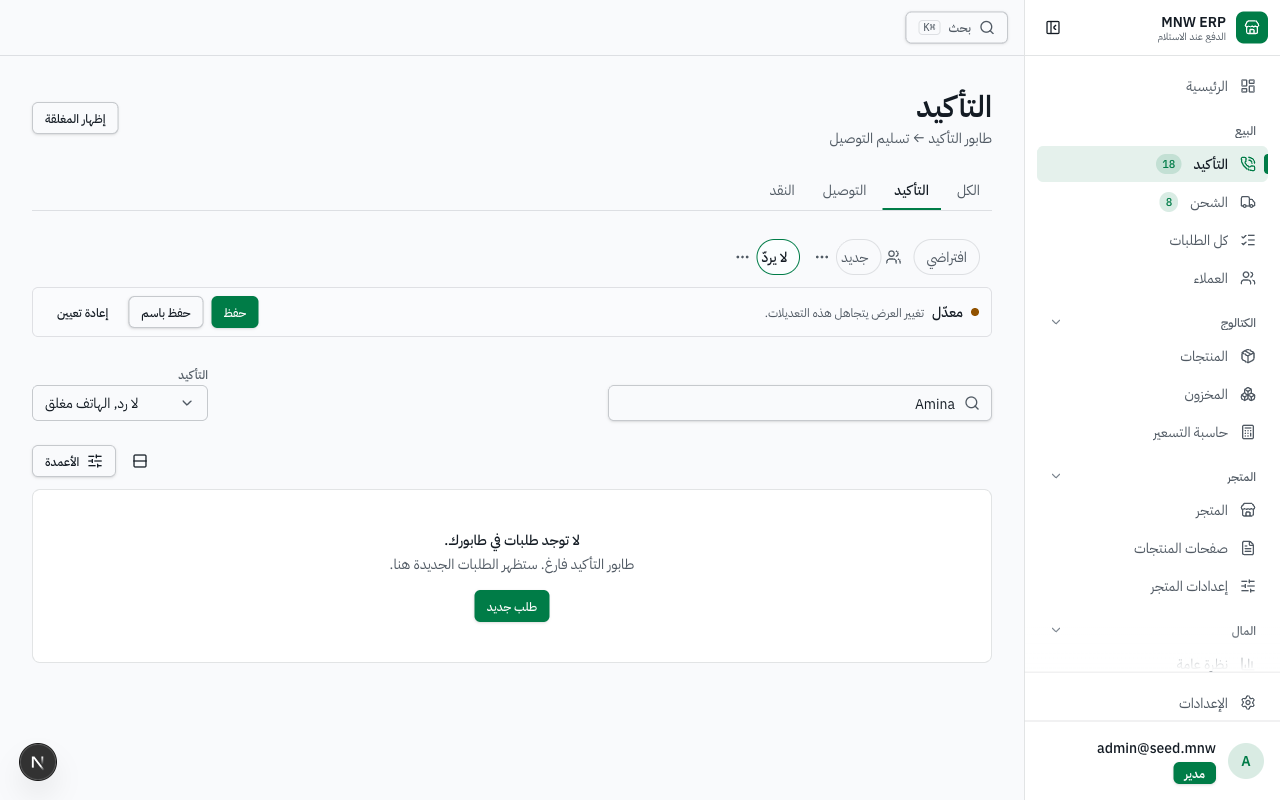 MNW ERP
الدفع عند الاستلام
الرئيسية
البيع
التأكيد 18
الشحن 8
كل الطلبات
العملاء
الكتالوج
المنتجات
المخزون
حاسبة التسعير
المتجر
المتجر
صفحات المنتجات
إعدادات المتجر
المال
نظرة عامة
الإعدادات
A
admin@seed.mnw
مدير
بحث ⌘K
التأكيد
طابور التأكيد ← تسليم التوصيل
إظهار المغلقة
الكل التأكيد التوصيل النقد
افتراضي جديد لا يردّ
معدّل تغيير العرض يتجاهل هذه التعديلات.
حفظ حفظ باسم إعادة تعيين
Amina
التأكيد
لا رد, الهاتف مغلق
الأعمدة
لا توجد طلبات في طابورك.
طابور التأكيد فارغ. ستظهر الطلبات الجديدة هنا.
طلب جديد
N